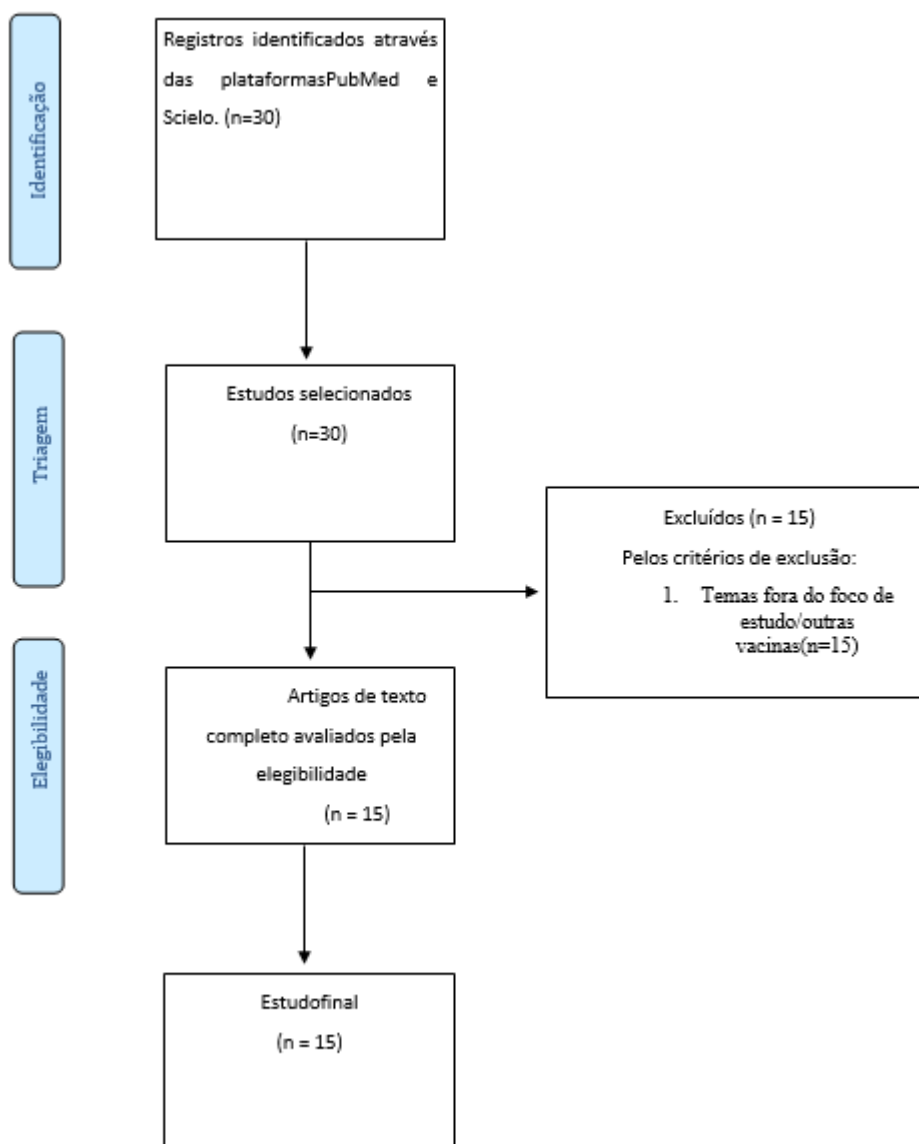 Identificação
Registros identificados através
das plataformasPubMed e
Scielo. (n=30)
Triagem
Estudos selecionados
(n=30)
Excluídos (n = 15)
Pelos critérios de exclusão:
1. Temas fora do foco de
estudo/outras
vacinas(n=15)
Elegibilidade
Artigos de texto
completo avaliados pela
elegibilidade
(n = 15)
Estudofinal
(n = 15)